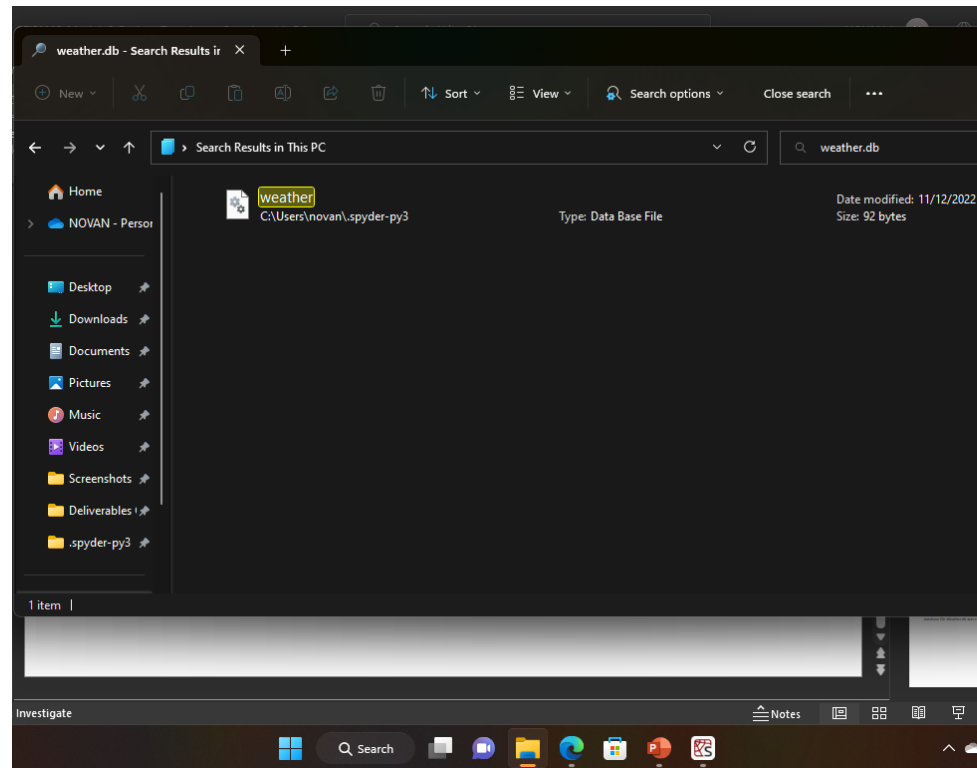 weather.db - Search Results ir
New
Sort
View
Search options
Close search
Search Results in This PC
weather.db
Home
NOVAN - Persor
Desktop
Downloads
Documents
Pictures
Music
Videos
Screenshots
Deliverables
.spyder-py3
weather
C:\Users\novan\.spyder-py3
Type: Data Base File
Date modified: 11/12/2022
Size: 92 bytes
1 item
Investigate
Notes
Search